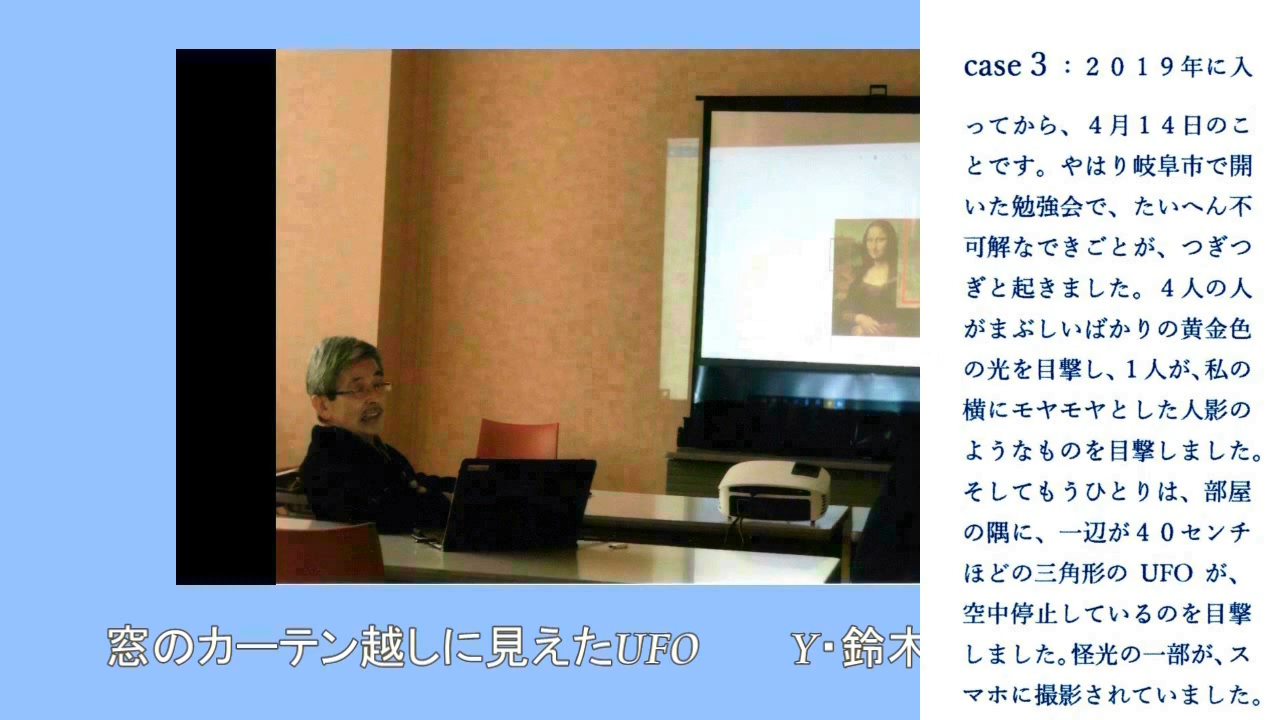 case 3：２０１９年に入
ってから、４月１４日のこ
とです。やはり岐阜市で開
いた勉強会で、たいへん不
可解なできごとが、つぎつ
ぎと起きました。４人の人
がまぶしいばかりの黄金色
の光を目撃し、1人が、私の
横にモヤモヤとした人影の
ようなものを目撃しました。
そしてもうひとりは、部屋
の隅に、一辺が４０センチ
ほどの三角形の UFO が、
空中停止しているのを目撃
しました。怪光の一部が、ス
マホに撮影されていました。
窓のカーテン越しに見えたUFO　　Y・鈴木